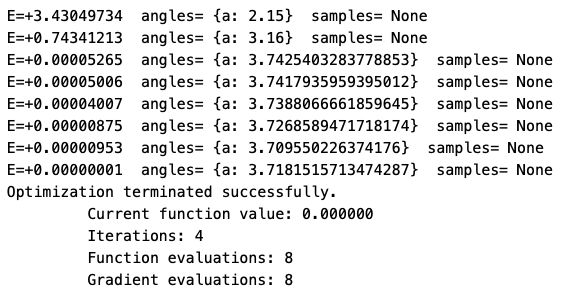 E=+3.43049734  angles= {a: 2.15}  samples= None
E=+0.74341213  angles= {a: 3.16}  samples= None
E=+0.00005265  angles= {a: 3.7425403283778853}  samples= None
E=+0.00005006  angles= {a: 3.7417935959395012}  samples= None
E=+0.00004007  angles= {a: 3.7388066661859645}  samples= None
E=+0.00000875  angles= {a: 3.7268589471718174}  samples= None
E=+0.00000953  angles= {a: 3.709550226374176}  samples= None
E=+0.00000001  angles= {a: 3.7181515713474287}  samples= None
Optimization terminated successfully.
         Current function value: 0.000000
         Iterations: 4
         Function evaluations: 8
         Gradient evaluations: 8